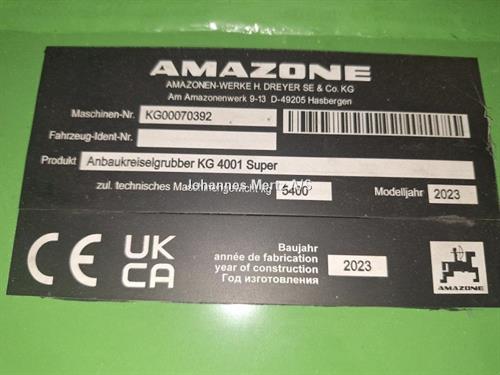 AMAZONE
AMAZONEN-WERKE H. DREYER SE & Co. KG
Am Amazonenwerk 9-13 D-49205 Hasbergen
Maschinen-Nr. KG00070392
Fahrzeug-Ident-Nr.
Produkt Anbaukreiselgrubber KG 4001 Super
Johannes Mertz A/S
zul. technisches Maschinengewicht kg 5400 Modelljahr 2023
CE UK CA
Baujahr
année de fabrication
year of construction 2023
Год изготовления
AMAZONE